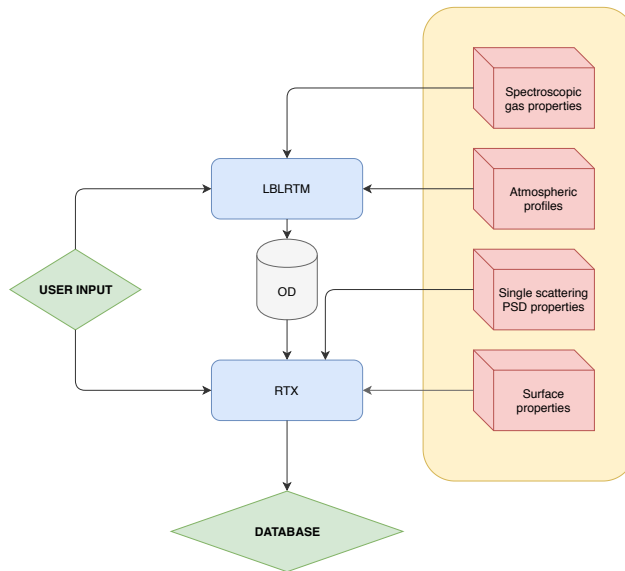 Spectroscopic
gas properties
LBLRTM
Atmospheric
profiles
USER INPUT
OD
Single scattering
PSD properties
RTX
Surface
properties
DATABASE